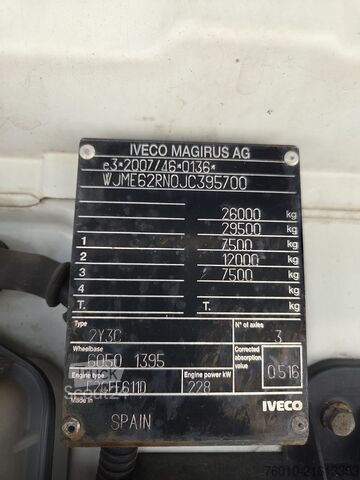 IVECO MAGIRUS AG
e3*2007/46*0136*
WJME62RN0JC395700
26000 kg
29500 kg
1 7500 kg
2 12000 kg
3 7500 kg
4 kg
T. T. kg
Type N° of axles
2Y3C 3
Wheelbase
6050 1395 Corrected absorption value 0.516
Engine type Engine power kW
228
Made in IVECO
SPAIN